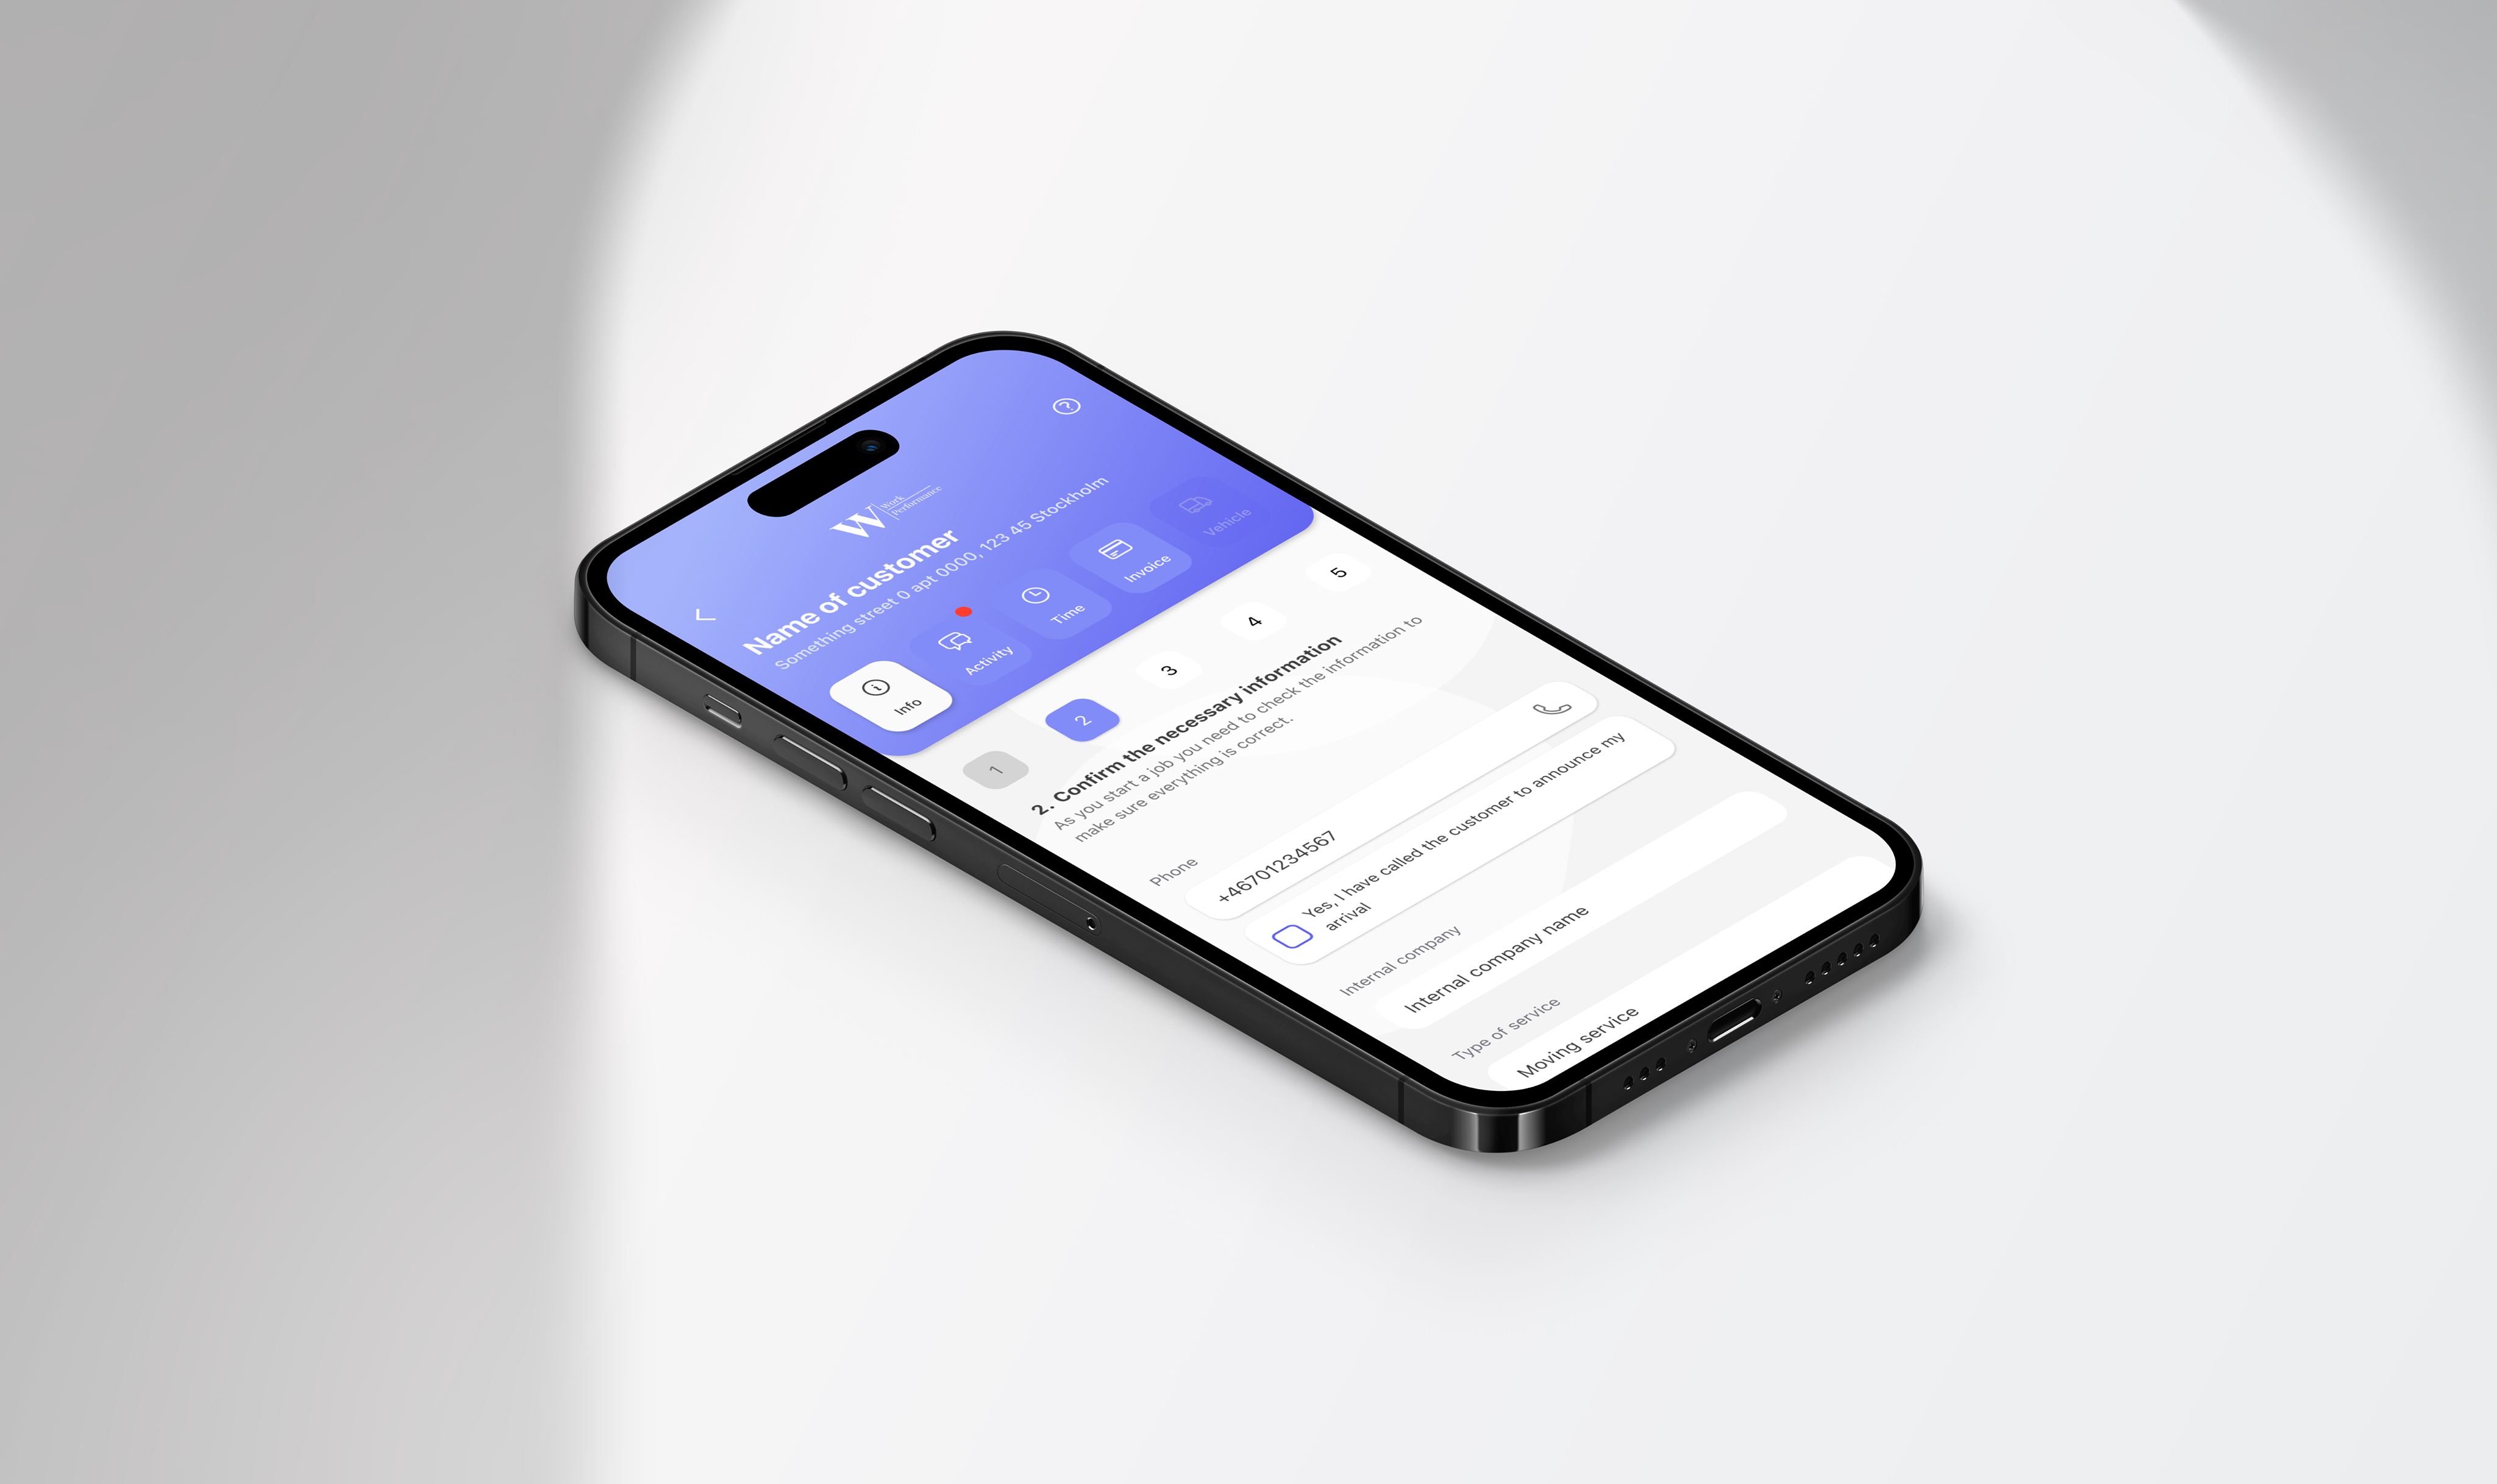 W
Work
Performance
Name of customer
Something street 0 apt 0000, 123 45 Stockholm
Info
Activity
Time
Invoice
Vehicle
1
2
3
4
5
2. Confirm the necessary information
As you start a job you need to check the information to
make sure everything is correct.
Phone
+46701234567
Yes, I have called the customer to announce my
arrival
Internal company
Internal company name
Type of service
Moving service